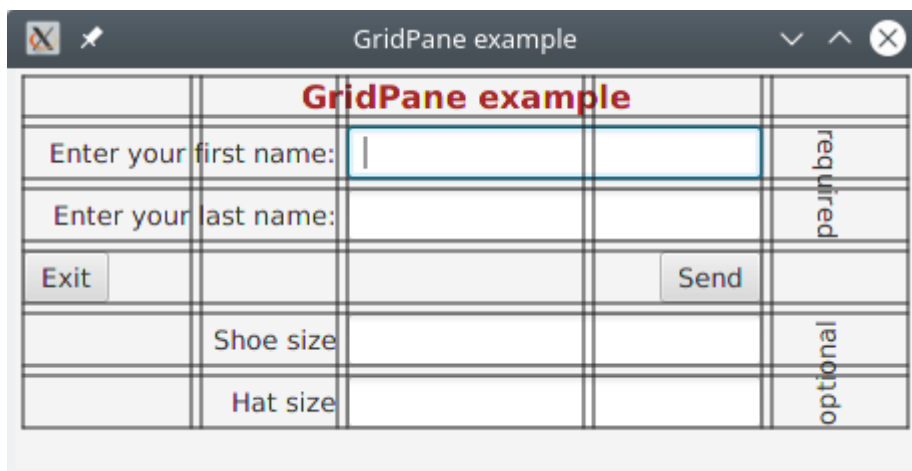 GridPane example
GridPane example
Enter your first name:
required
Enter your last name:
Exit
Send
Shoe size
optional
Hat size